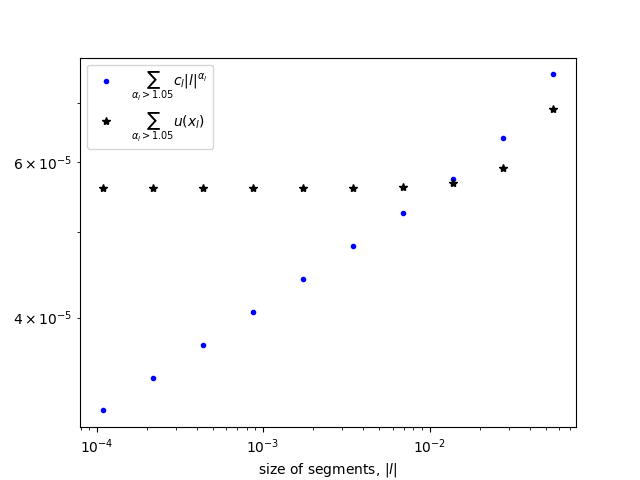 ∑ c_l|l|^{α_l}
α_l>1.05
∑ u(x_l)
α_l>1.05
6 × 10^{-5}
4 × 10^{-5}
10^{-4} 10^{-3} 10^{-2}
size of segments, |l|